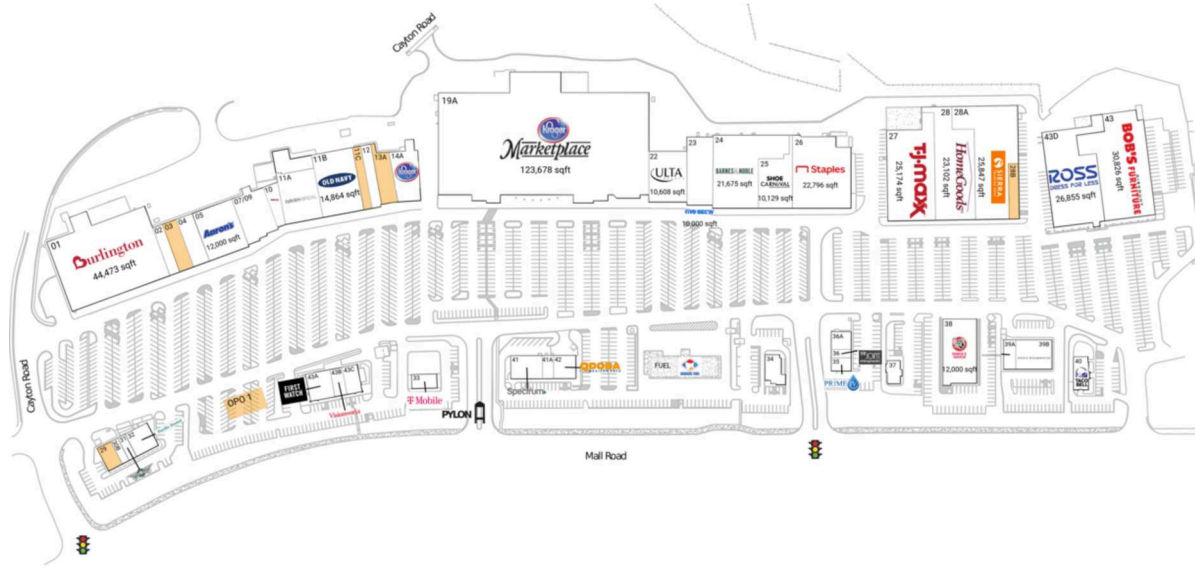 Cayton Road
19A
Kroger
Marketplace
123,678 sqft
22
ULTA
10,608 sqft
23
18,000 sqft
24
BARNES & NOBLE
21,675 sqft
25
SHOE
CARNIVAL
10,129 sqft
26
Staples
22,796 sqft
27
T.J.maxx
25,174 sqft
28
HomeGoods
23,102 sqft
28A
SIERRA
25,847 sqft
28B
43D
ROSS
DRESS FOR LESS
26,855 sqft
43
BOB'S
FURNITURE
30,826 sqft
01
Burlington
44,473 sqft
02
03
04
05
Aaron's
12,000 sqft
07/09
10
11A
11B
OLD NAVY
14,864 sqft
11C
12
13A
14A
Kroger
Cayton Road
OPO 1
FIRST
WATCH
43A
43B
43C
33
T Mobile
PYLON
41
41A
42
QDOBA
Spectrum
FUEL
34
36A
36
35
PRIME
37
38
12,000 sqft
39A
39B
40
TACO
BELL
29
32
Mall Road